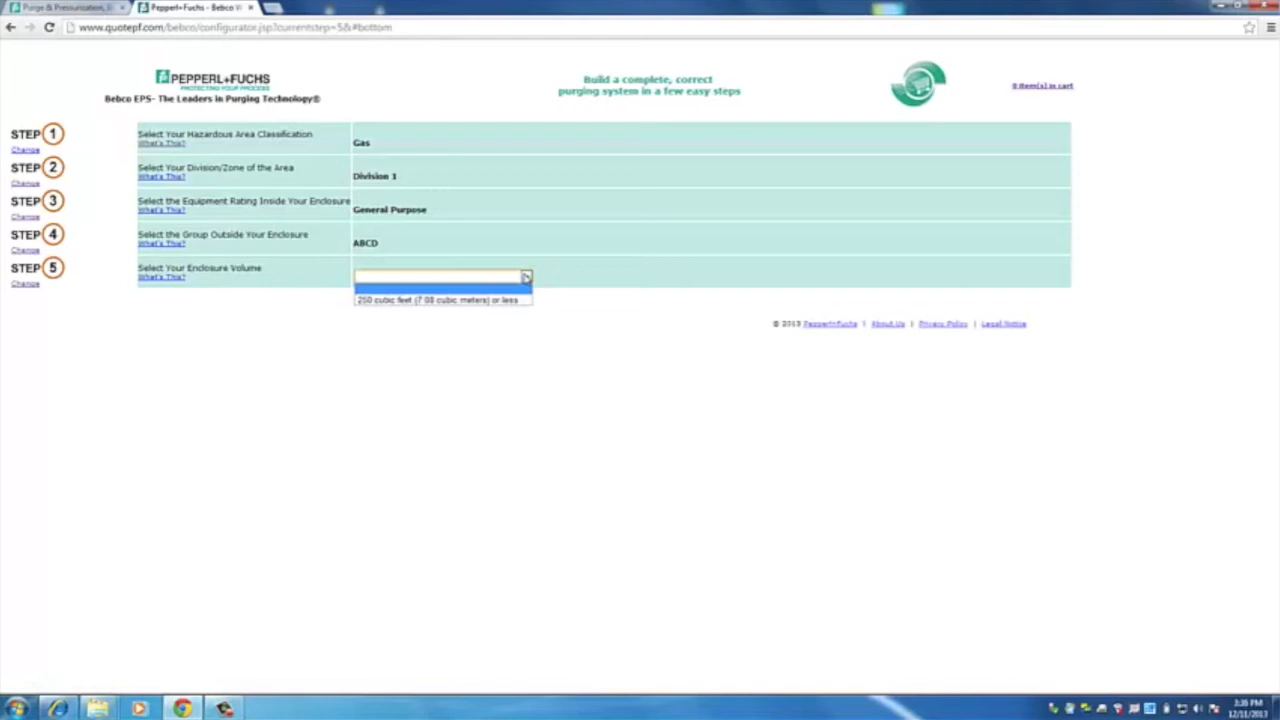 Purge & Pressurization,
Pepperl+Fuchs - Bebco
www.quotepf.com/bebco/configurator.jsp?currentstep=5&#bottom
PEPPERL+FUCHS
PROTECTING YOUR PROCESS
Bebco EPS- The Leaders in Purging Technology®
Build a complete, correct
purging system in a few easy steps
0 item(s) in cart
STEP 1
Change
Select Your Hazardous Area Classification
What's This?
Gas
STEP 2
Change
Select Your Division/Zone of the Area
What's This?
Division 1
STEP 3
Change
Select the Equipment Rating Inside Your Enclosure
What's This?
General Purpose
STEP 4
Change
Select the Group Outside Your Enclosure
What's This?
ABCD
STEP 5
Change
Select Your Enclosure Volume
What's This?
250 cubic feet (7.08 cubic meters) or less
© 2013 Pepperl+Fuchs | About Us | Privacy Policy | Legal Notice
3:35 PM
12/11/2013